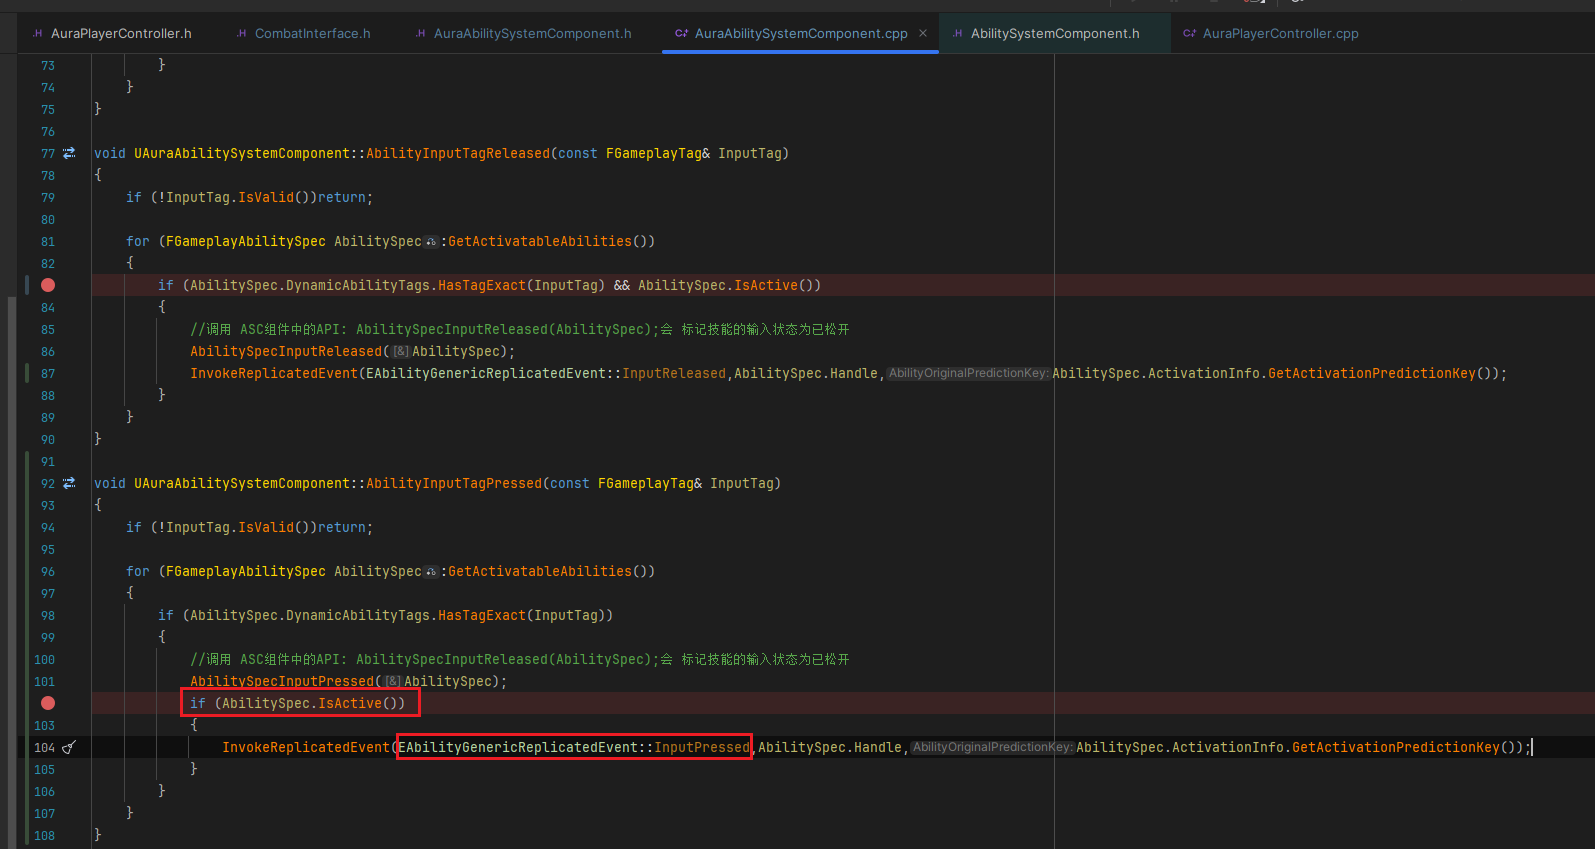 .H AuraPlayerController.h .H CombatInterface.h .H AuraAbilitySystemComponent.h C++ AuraAbilitySystemComponent.cpp × .H AbilitySystemComponent.h C++ AuraPlayerController.cpp
73 }
74 }
75 }
76
77 void UAuraAbilitySystemComponent::AbilityInputTagReleased(const FGameplayTag& InputTag)
78 {
79 if (!InputTag.IsValid())return;
80
81 for (FGameplayAbilitySpec AbilitySpec :GetActivatableAbilities())
82 {
if (AbilitySpec.DynamicAbilityTags.HasTagExact(InputTag) && AbilitySpec.IsActive())
84 {
85 //调用 ASC组件中的API: AbilitySpecInputReleased(AbilitySpec);会 标记技能的输入状态为已松开
86 AbilitySpecInputReleased([&]AbilitySpec);
87 InvokeReplicatedEvent(EAbilityGenericReplicatedEvent::InputReleased,AbilitySpec.Handle,AbilityOriginalPredictionKey:AbilitySpec.ActivationInfo.GetActivationPredictionKey());
88 }
89 }
90 }
91
92 void UAuraAbilitySystemComponent::AbilityInputTagPressed(const FGameplayTag& InputTag)
93 {
94 if (!InputTag.IsValid())return;
95
96 for (FGameplayAbilitySpec AbilitySpec :GetActivatableAbilities())
97 {
98 if (AbilitySpec.DynamicAbilityTags.HasTagExact(InputTag))
99 {
100 //调用 ASC组件中的API: AbilitySpecInputReleased(AbilitySpec);会 标记技能的输入状态为已松开
101 AbilitySpecInputPressed([&]AbilitySpec);
if (AbilitySpec.IsActive())
103 {
104 InvokeReplicatedEvent(EAbilityGenericReplicatedEvent::InputPressed,AbilitySpec.Handle,AbilityOriginalPredictionKey:AbilitySpec.ActivationInfo.GetActivationPredictionKey());
105 }
106 }
107 }
108 }